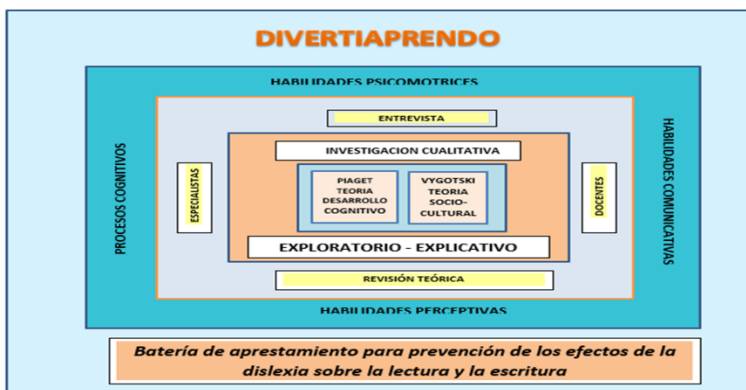 DIVERTIAPRENDO
HABILIDADES PSICOMOTRICES
ENTREVISTA
INVESTIGACION CUALITATIVA
PROCESOS COGNITIVOS
ESPECIALISTAS
PIAGET
TEORIA
DESARROLLO
COGNITIVO
VYGOTSKI
TEORIA
SOCIO-
CULTURAL
DOCENTES
HABILIDADES COMUNICATIVAS
EXPLORATORIO - EXPLICATIVO
REVISIÓN TEÓRICA
HABILIDADES PERCEPTIVAS
Batería de aprestamiento para prevención de los efectos de la
dislexia sobre la lectura y la escritura